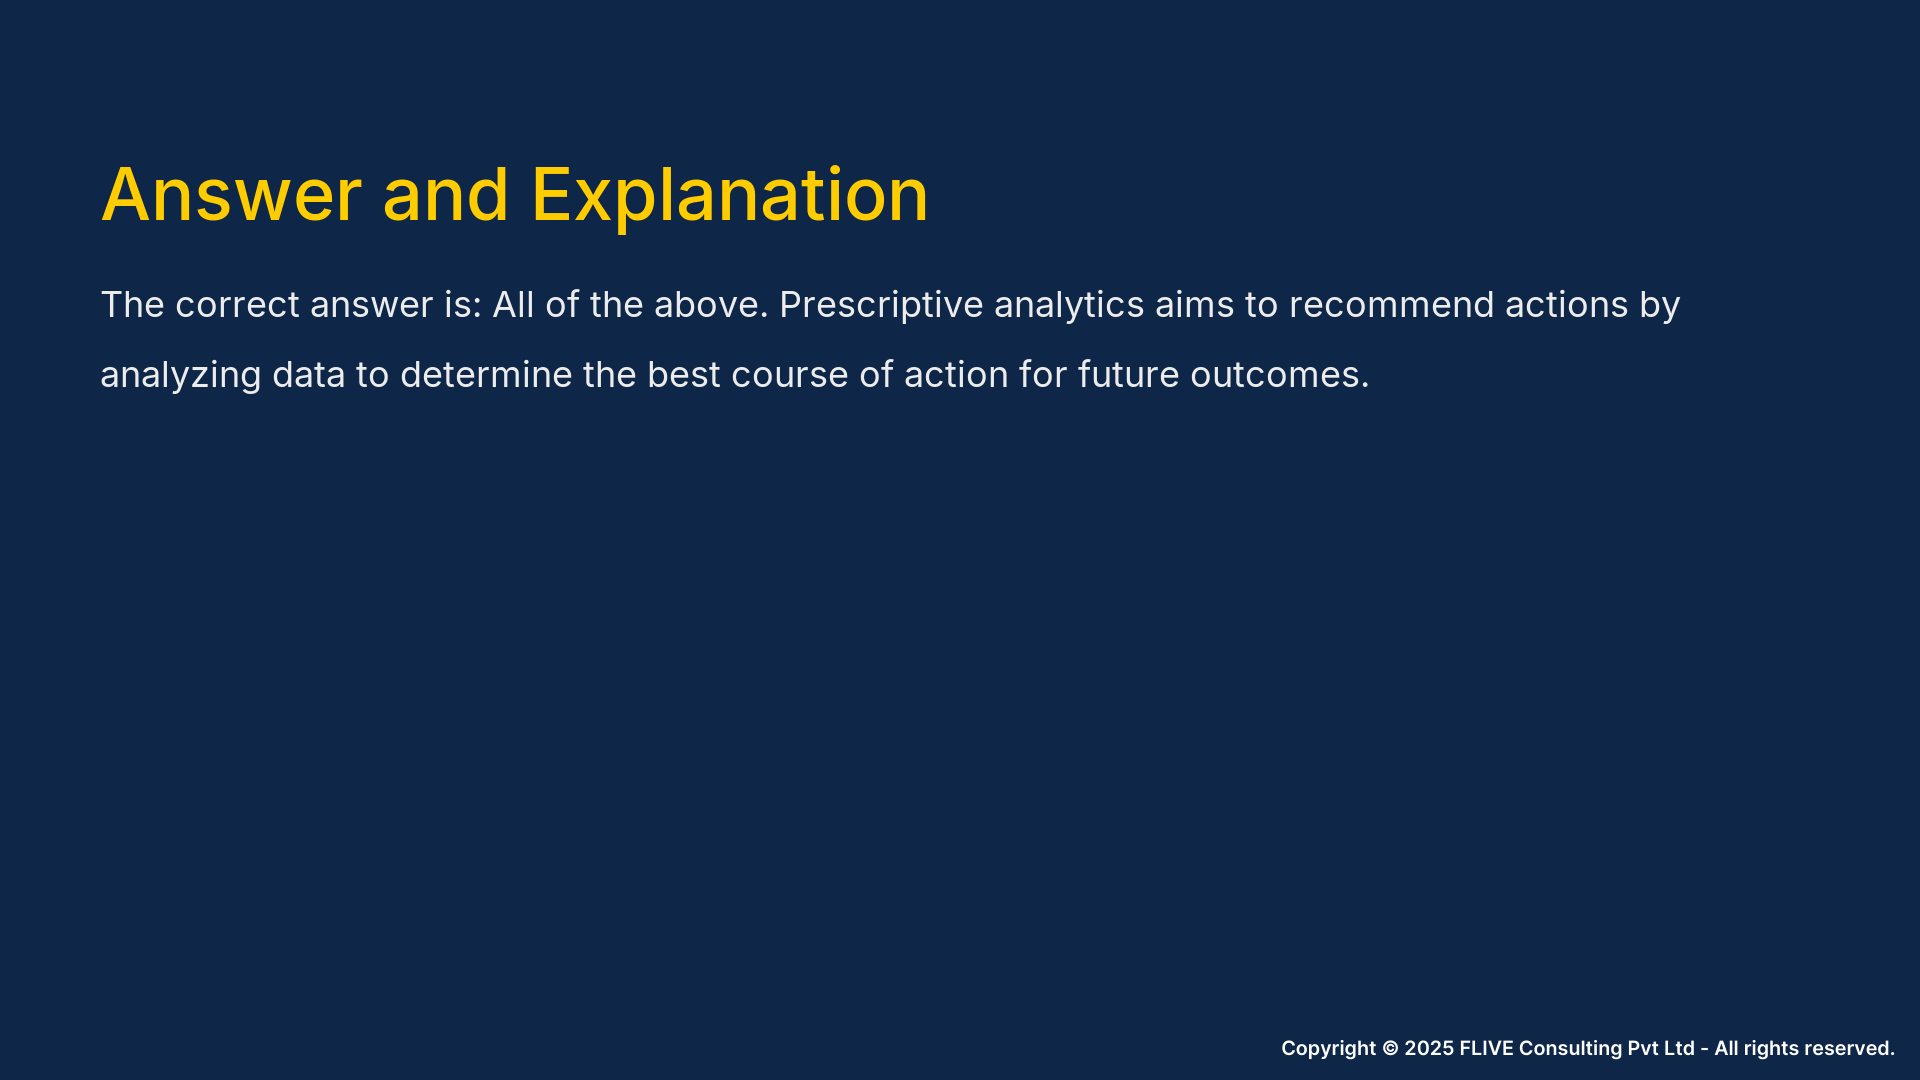 Answer and Explanation
The correct answer is: All of the above. Prescriptive analytics aims to recommend actions by
analyzing data to determine the best course of action for future outcomes.
Copyright © 2025 FLIVE Consulting Pvt Ltd - All rights reserved.